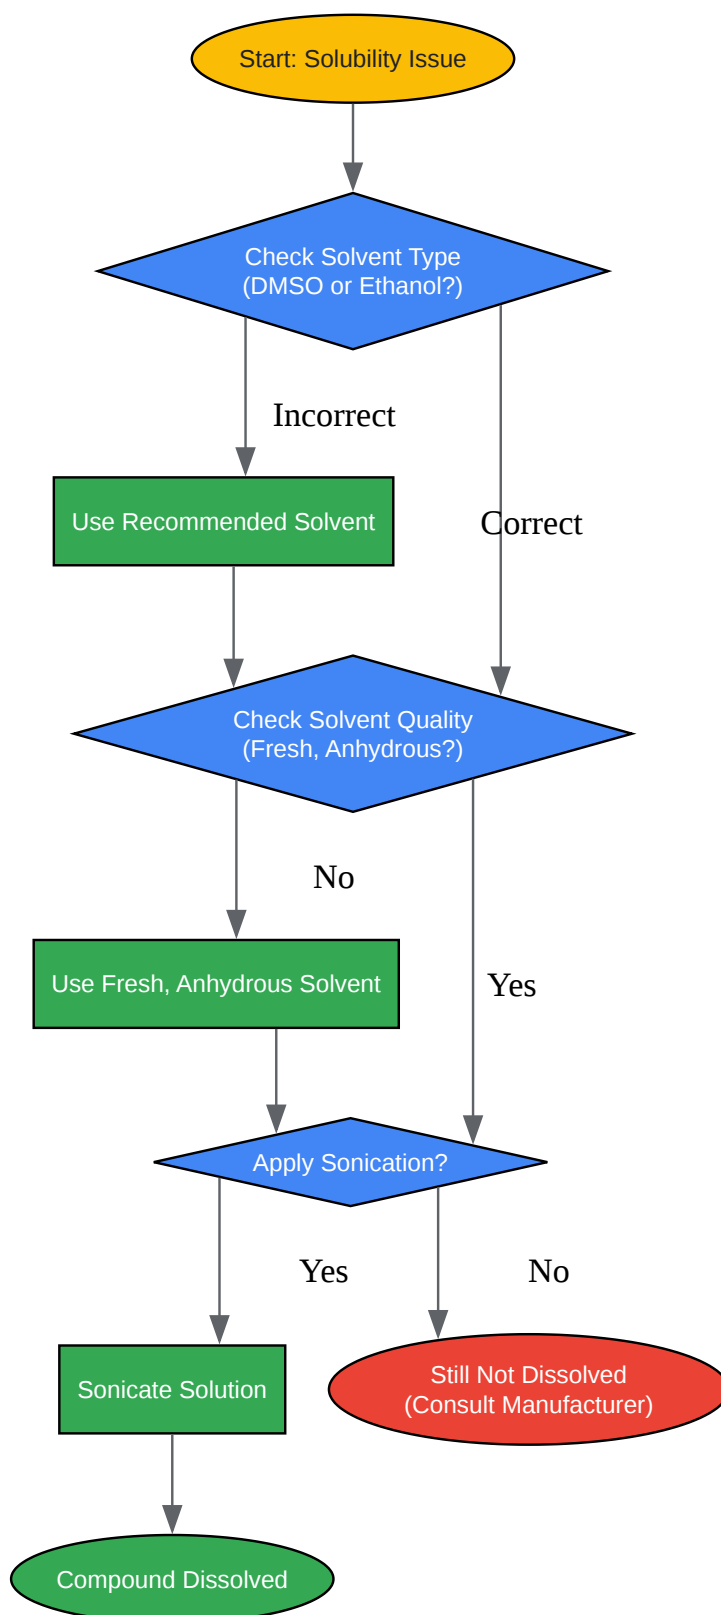 Start: Solubility Issue
Check Solvent Type
(DMSO or Ethanol?)
Incorrect
Use Recommended Solvent
Correct
Check Solvent Quality
(Fresh, Anhydrous?)
No
Use Fresh, Anhydrous Solvent
Yes
Apply Sonication?
Yes
No
Sonicate Solution
Still Not Dissolved
(Consult Manufacturer)
Compound Dissolved